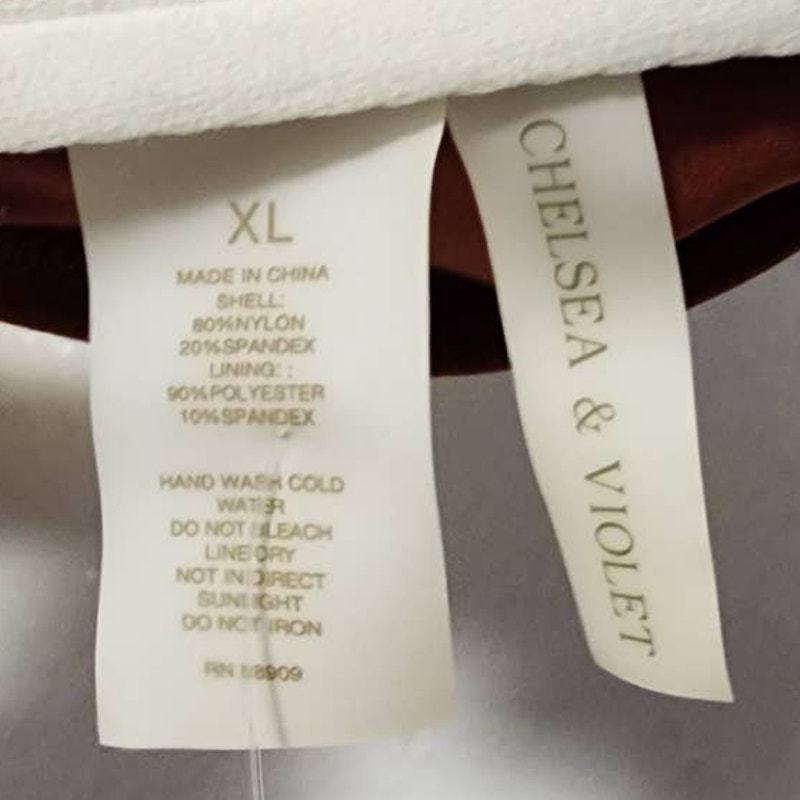 XL
MADE IN CHINA
SHELL:
80%NYLON
20%SPANDEX
LINING: :
90%POLYESTER
10%SPANDEX
HAND WASH COLD
WATER
DO NOT BLEACH
LINE DRY
NOT IN DIRECT
SUNLIGHT
DO NOT IRON
RN
CHELSEA & VIOLET